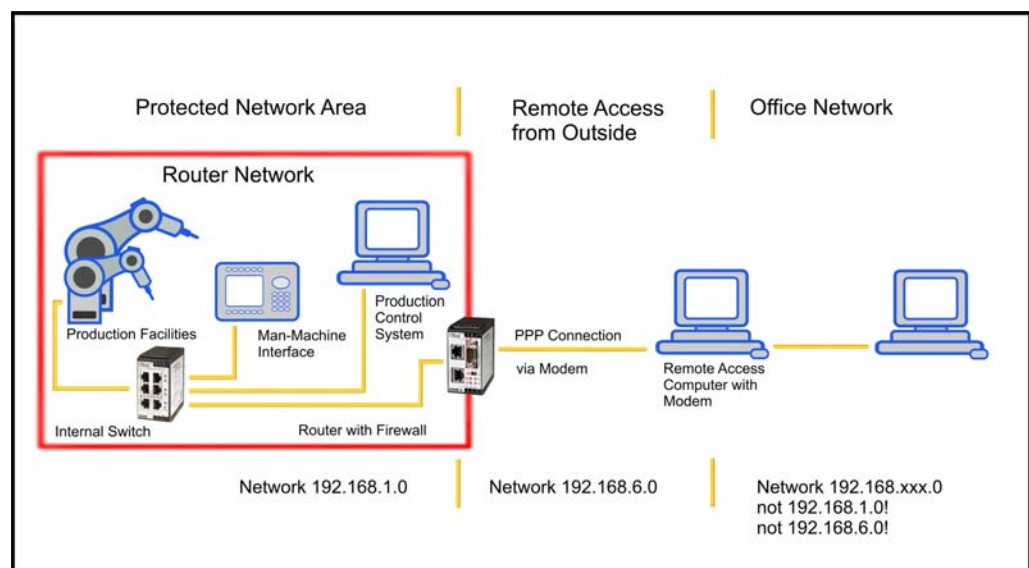 Protected Network Area
Remote Access
from Outside
Office Network
Router Network
Production Facilities
Man-Machine
Interface
Production
Control
System
PPP Connection
via Modem
Remote Access
Computer with
Modem
Internal Switch
Router with Firewall
Network 192.168.1.0
Network 192.168.6.0
Network 192.168.xxx.0
not 192.168.1.0!
not 192.168.6.0!